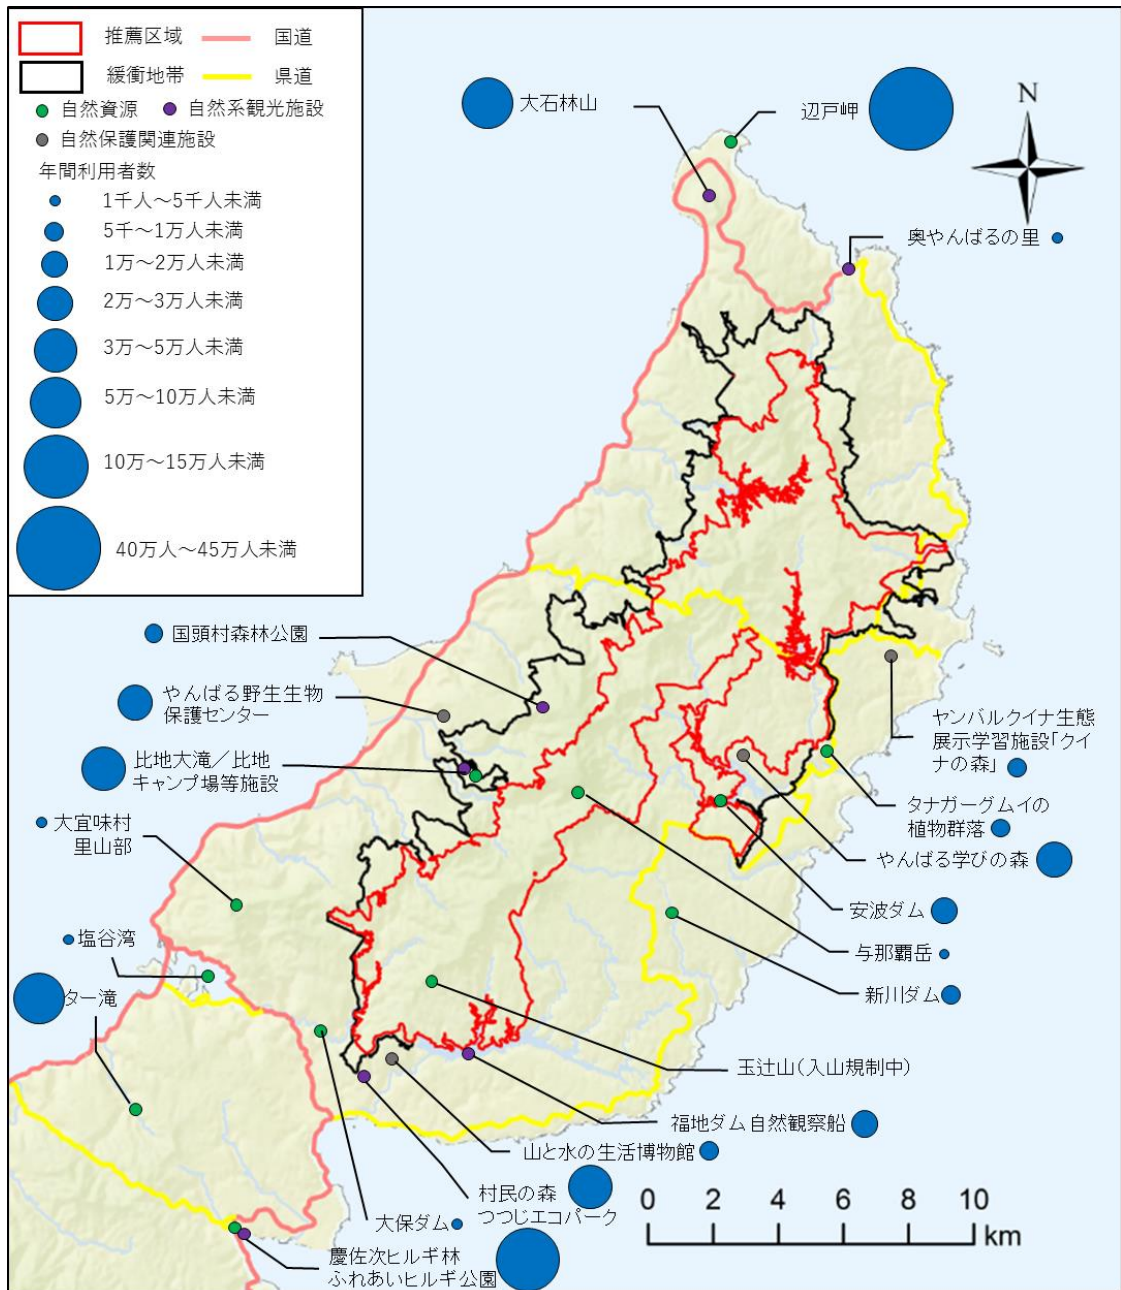 推薦区域
国道
緩衝地帯
県道
自然資源
自然系観光施設
自然保護関連施設
年間利用者数
1千人～5千人未満
5千～1万人未満
1万～2万人未満
2万～3万人未満
3万～5万人未満
5万～10万人未満
10万～15万人未満
40万人～45万人未満
大石林山
辺戸岬
N
奥やんばるの里
国頭村森林公園
やんばる野生生物
保護センター
比地大滝／比地
キャンプ場等施設
大宜味村
里山部
塩谷湾
ター滝
ヤンバルクイナ生態
展示学習施設「クイ
ナの森」
タナガーグムイの
植物群落
やんばる学びの森
安波ダム
与那覇岳
新川ダム
玉辻山（入山規制中）
福地ダム自然観察船
山と水の生活博物館
村民の森
つつじエコパーク
大保ダム
慶佐次ヒルギ林
ふれあいヒルギ公園
0 2 4 6 8 10
km